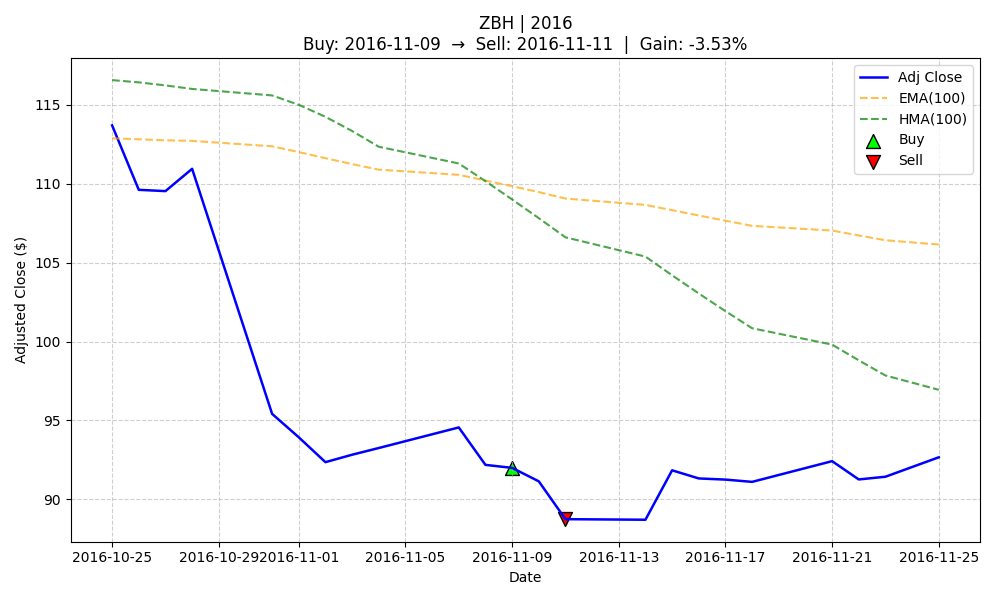 ZBH | 2016
Buy: 2016-11-09 → Sell: 2016-11-11 | Gain: -3.53%
Adj Close
EMA(100)
HMA(100)
Buy
Sell
Adjusted Close ($)
115
110
105
100
95
90
2016-10-25
2016-10-29
2016-11-01
2016-11-05
2016-11-09
2016-11-13
2016-11-17
2016-11-21
2016-11-25
Date